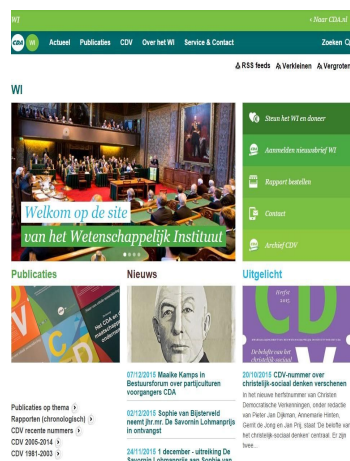 WI
› Naar CDA.nl
CDA WI Actueel Publicaties CDV Over het WI Service & Contact Zoeken
RSS feeds Verkleinen Vergroten
WI
Welkom op de site
van het Wetenschappelijk Instituut
Steun het WI en doneer
Aanmelden nieuwsbrief WI
Rapport bestellen
Contact
Archief CDV
Publicaties
Publicaties op thema
Rapporten (chronologisch)
CDV recente nummers
CDV 2005-2014
CDV 1981-2003
Nieuws
07/12/2015 Maaike Kamps in
Bestuursforum over particulturen
voorgangers CDA
02/12/2015 Sophie van Bijsterveld
neemt jhr.mr. De Savornin Lohmanprijs
in ontvangst
24/11/2015 1 december - uitreiking De
Savornin Lohmanprijs aan Sophie van
Uitgelicht
Herfst
2015
CDV
De belofte van
het christelijk-sociaal
20/10/2015 CDV-nummer over
christelijk-sociaal denken verschenen
In het nieuwe herfstnummer van Christen
Democratische Verkenningen, onder redactie
van Pieter Jan Dijkman, Annemarie Hinten,
Gerrit de Jong en Jan Prij, staat 'De belofte van
het christelijk-sociaal denken' centraal. Er zijn
twee...